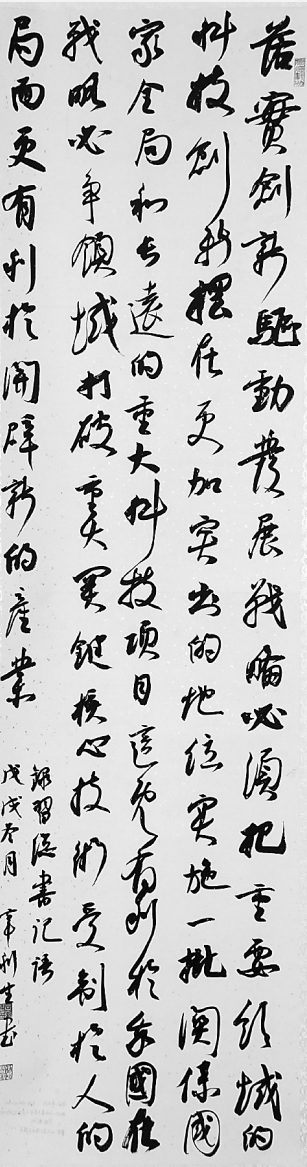 落實創新驅動發展戰略必須把重要領域的
科技創新擺在更加突出的地位實施一批関係國
家全局和長遠的重大科技項目這既有利於我國在
戰略必爭領域打破重大関鍵核心技術受制於人的
局面更有利於開辟新的產業
錄習總書記語
戊戌冬月